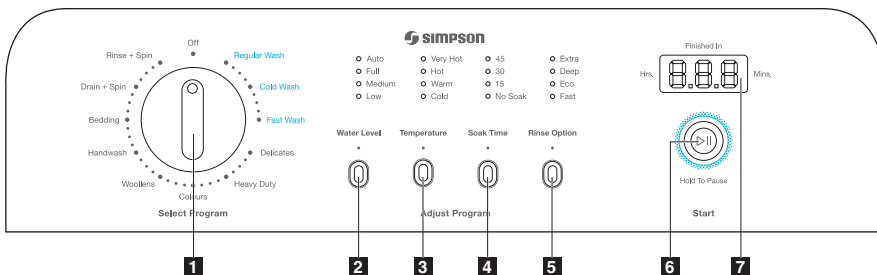 SIMPSON
Off
Regular Wash
Cold Wash
Fast Wash
Delicates
Heavy Duty
Colours
Woollens
Handwash
Bedding
Drain + Spin
Rinse + Spin
Select Program
Auto
Full
Medium
Low
Water Level
Very Hot
Hot
Warm
Cold
Temperature
45
30
15
No Soak
Soak Time
Extra
Deep
Eco
Fast
Rinse Option
Adjust Program
Finished In
Hrs. 8.8.8 Mins.
Hold To Pause
Start
1 2 3 4 5 6 7